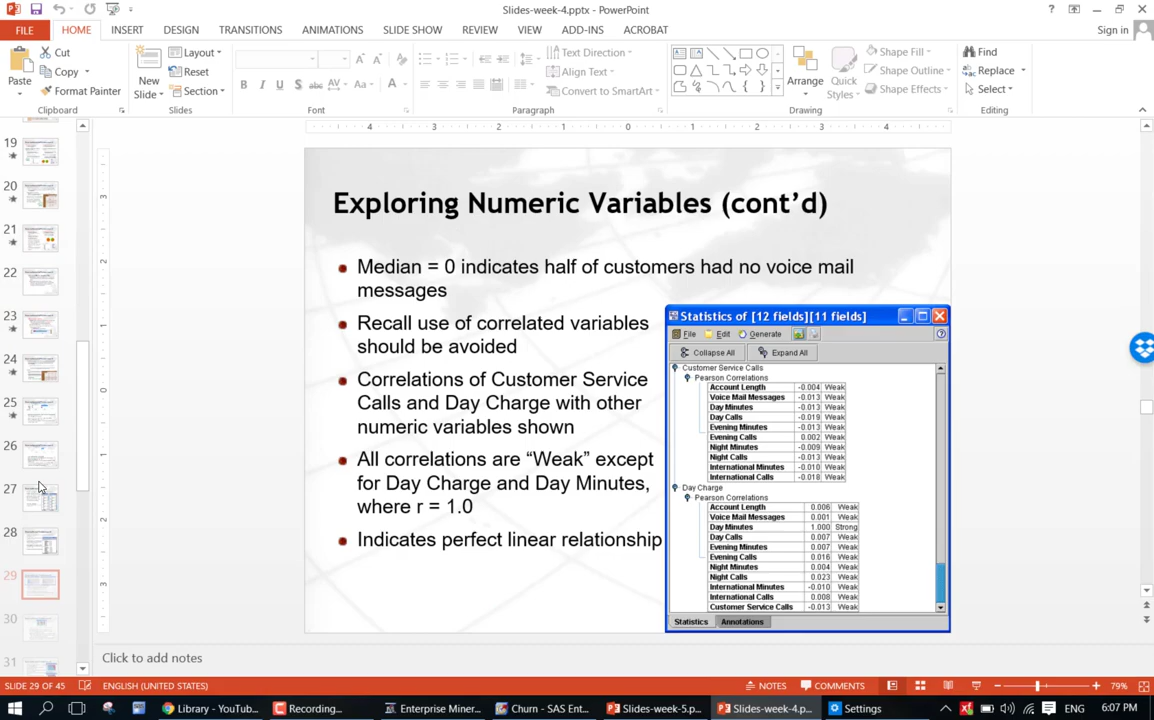 Slides-week-4.pptx - PowerPoint
FILE HOME INSERT DESIGN TRANSITIONS ANIMATIONS SLIDE SHOW REVIEW VIEW ADD-INS ACROBAT Sign in
Paste
Cut
Copy
Format Painter
Clipboard
New Slide
Layout
Reset
Section
Slides
Font
Text Direction
Align Text
Convert to SmartArt
Paragraph
Arrange
Quick Styles
Shape Fill
Shape Outline
Shape Effects
Drawing
Find
Replace
Select
Editing
19
20
21
22
23
24
25
26
27
28
29
30
31
Exploring Numeric Variables (cont’d)
Median = 0 indicates half of customers had no voice mail
messages
Recall use of correlated variables
should be avoided
Correlations of Customer Service
Calls and Day Charge with other
numeric variables shown
All correlations are “Weak” except
for Day Charge and Day Minutes,
where r = 1.0
Indicates perfect linear relationship
Statistics of [12 fields][11 fields]
File Edit Generate
Collapse All Expand All
Customer Service Calls
Pearson Correlations
Account Length -0.004 Weak
Voice Mail Messages -0.013 Weak
Day Minutes -0.013 Weak
Day Calls -0.019 Weak
Evening Minutes -0.013 Weak
Evening Calls 0.002 Weak
Night Minutes -0.009 Weak
Night Calls -0.013 Weak
International Minutes -0.010 Weak
International Calls -0.018 Weak
Day Charge
Pearson Correlations
Account Length 0.006 Weak
Voice Mail Messages 0.001 Weak
Day Minutes 1.000 Strong
Day Calls 0.007 Weak
Evening Minutes 0.007 Weak
Evening Calls 0.016 Weak
Night Minutes 0.004 Weak
Night Calls 0.023 Weak
International Minutes -0.010 Weak
International Calls 0.008 Weak
Customer Service Calls -0.013 Weak
Statistics Annotations
Click to add notes
SLIDE 29 OF 45 ENGLISH (UNITED STATES) NOTES COMMENTS 79%
Library - YouTub... Recording... Enterprise Miner... Churn - SAS Ent... Slides-week-5.p... Slides-week-4.p... Settings ENG 6:07 PM